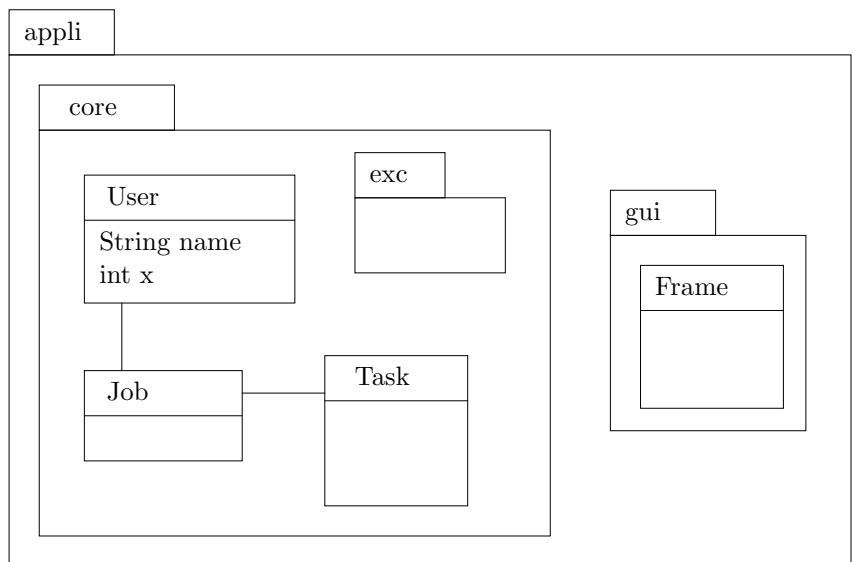 appli
core
User
String name
int x
exc
gui
Frame
Job
Task